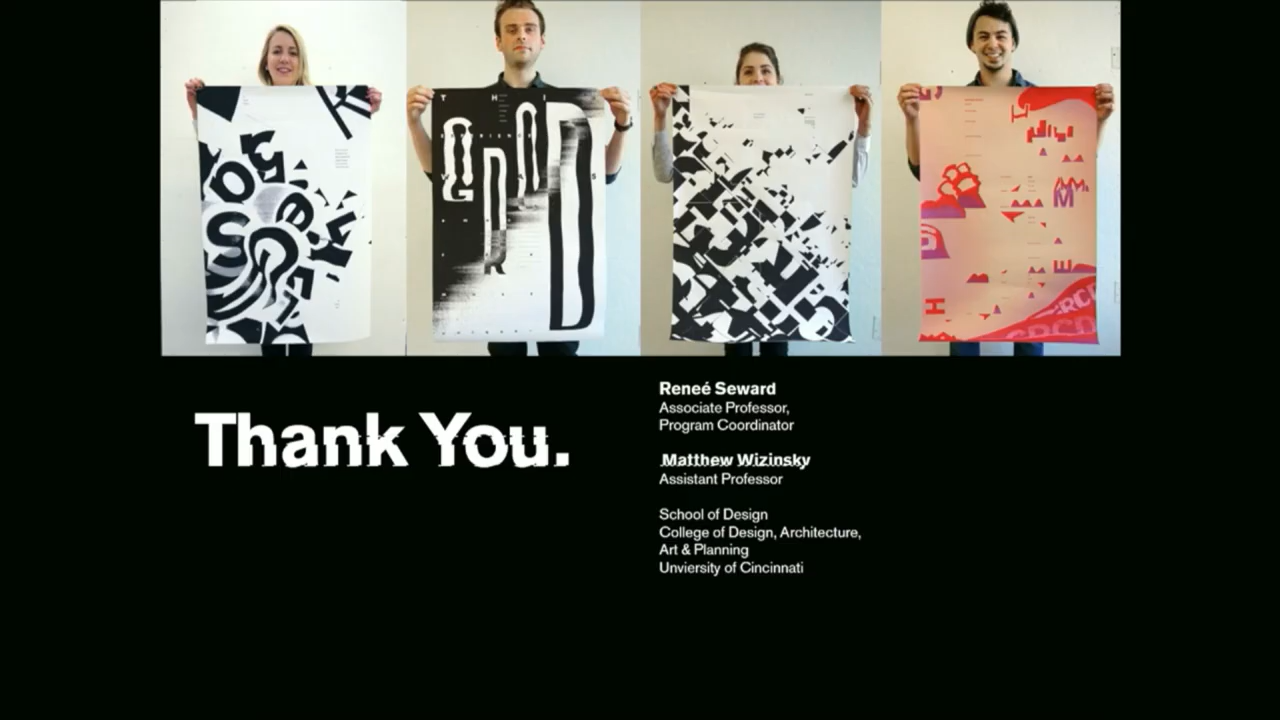 Thank You.
Reneé Seward
Associate Professor,
Program Coordinator
Matthew Wizinsky
Assistant Professor
School of Design
College of Design, Architecture,
Art & Planning
Unviersity of Cincinnati